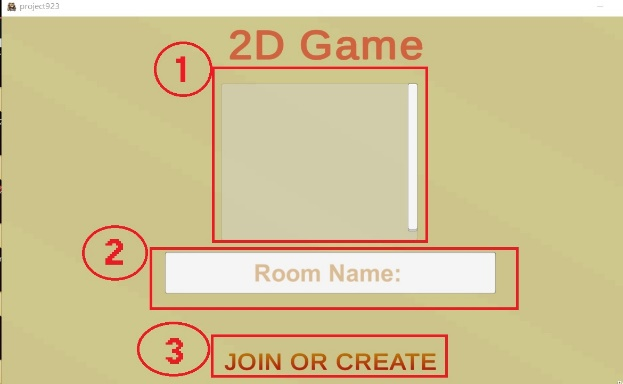 project923
2D Game
1
2
Room Name:
3
JOIN OR CREATE